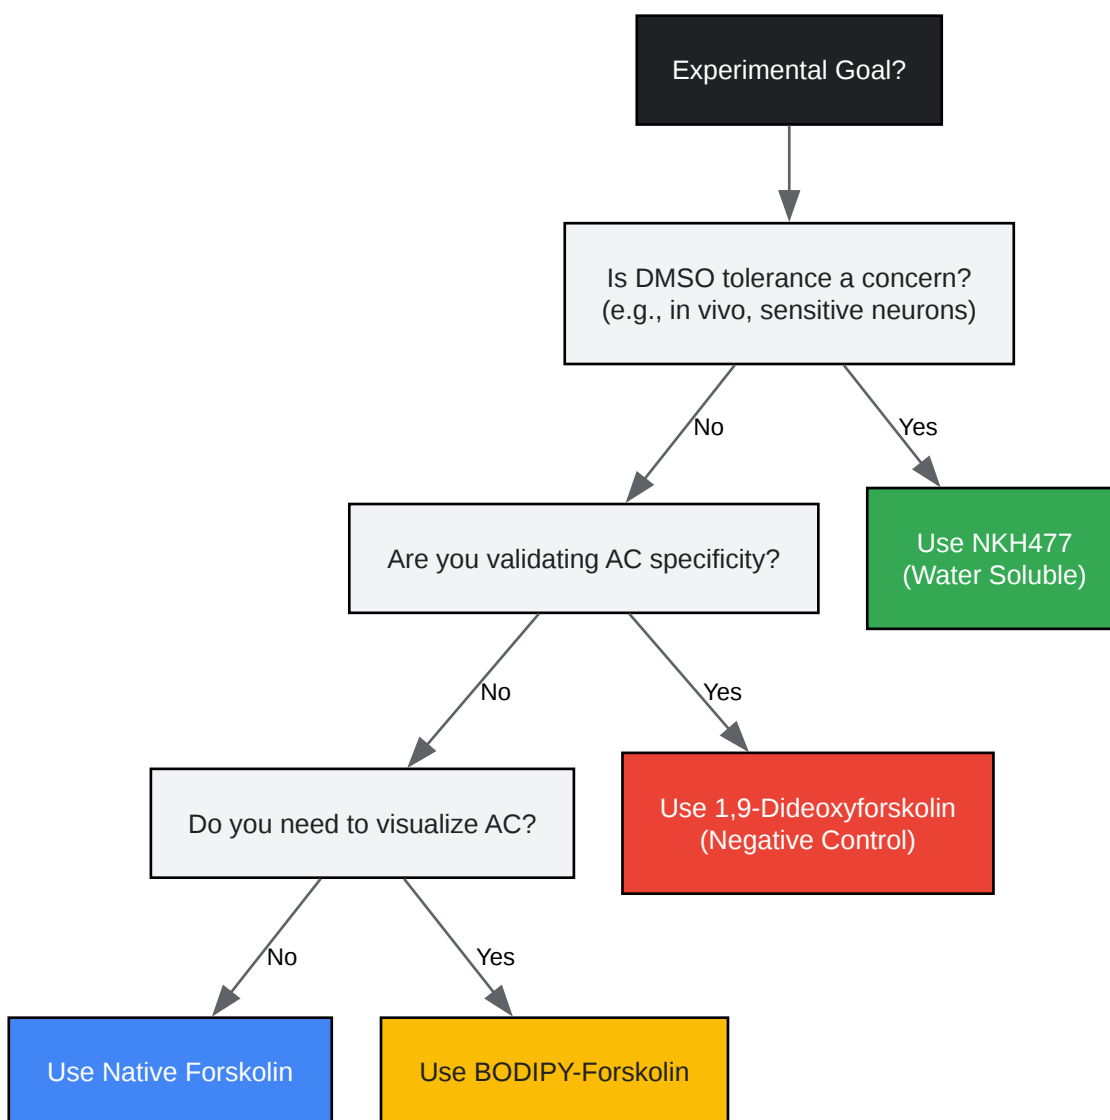 Experimental Goal?
Is DMSO tolerance a concern?
(e.g., in vivo, sensitive neurons)
No
Yes
Are you validating AC specificity?
Use NKH477
(Water Soluble)
No
Yes
Do you need to visualize AC?
Use 1,9-Dideoxyforskolin
(Negative Control)
No
Yes
Use Native Forskolin
Use BODIPY-Forskolin